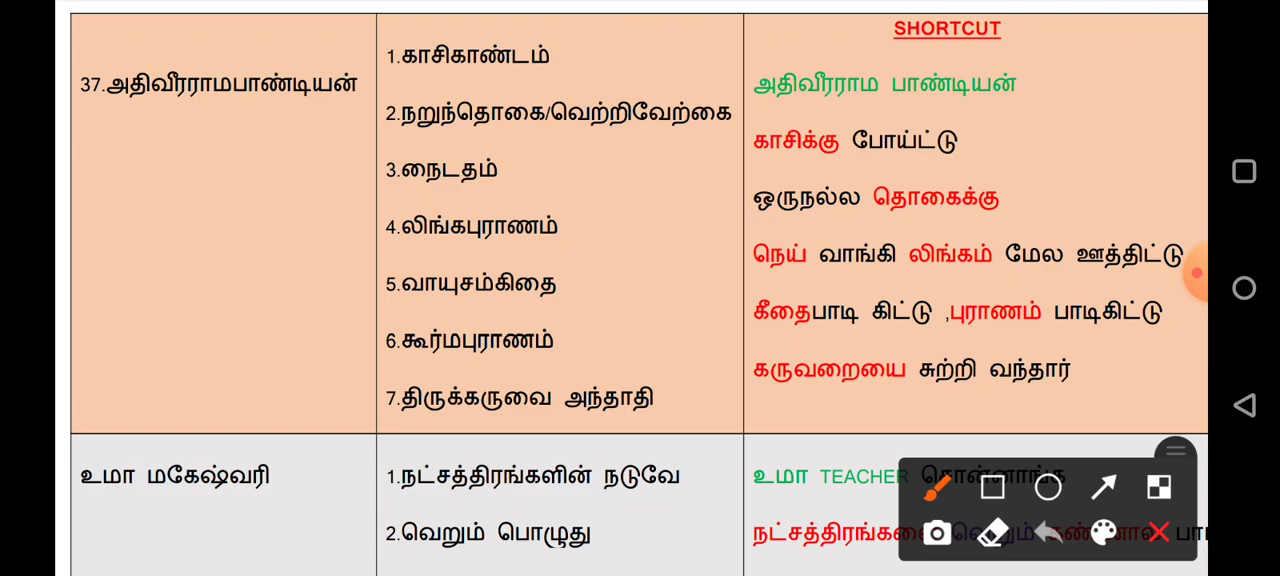 SHORTCUT
37.அதிவீரராமபாண்டியன்
1.காசிகாண்டம்
2.நறுந்தொகை/வெற்றிவேற்கை
3.நைடதம்
4.லிங்கபுராணம்
5.வாயுசம்கிதை
6.கூர்மபுராணம்
7.திருக்கருவை அந்தாதி
அதிவீரராம பாண்டியன்
காசிக்கு போய்ட்டு
ஒருநல்ல தொகைக்கு
நெய் வாங்கி லிங்கம் மேல ஊத்திட்டு
கீதைபாடி கிட்டு ,புராணம் பாடிகிட்டு
கருவறையை சுற்றி வந்தார்
உமா மகேஷ்வரி
1.நட்சத்திரங்களின் நடுவே
2.வெறும் பொழுது
உமா TEACHER சொன்னாங்க